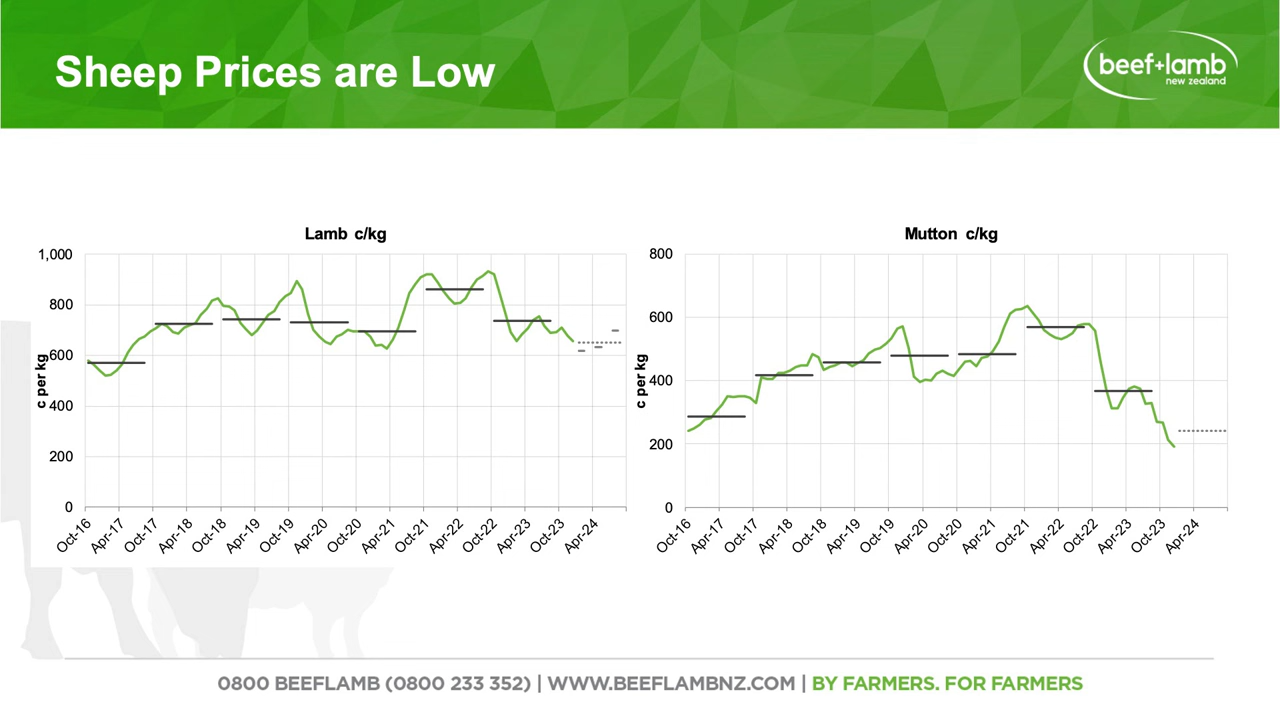 Sheep Prices are Low
beef+lamb
new zealand
Lamb c/kg
c per kg
1,000
800
600
400
200
0
Oct-16
Apr-17
Oct-17
Apr-18
Oct-18
Apr-19
Oct-19
Apr-20
Oct-20
Apr-21
Oct-21
Apr-22
Oct-22
Apr-23
Oct-23
Apr-24
Mutton c/kg
c per kg
800
600
400
200
0
Oct-16
Apr-17
Oct-17
Apr-18
Oct-18
Apr-19
Oct-19
Apr-20
Oct-20
Apr-21
Oct-21
Apr-22
Oct-22
Apr-23
Oct-23
Apr-24
0800 BEEFLAMB (0800 233 352) | WWW.BEEFLAMBNZ.COM | BY FARMERS. FOR FARMERS